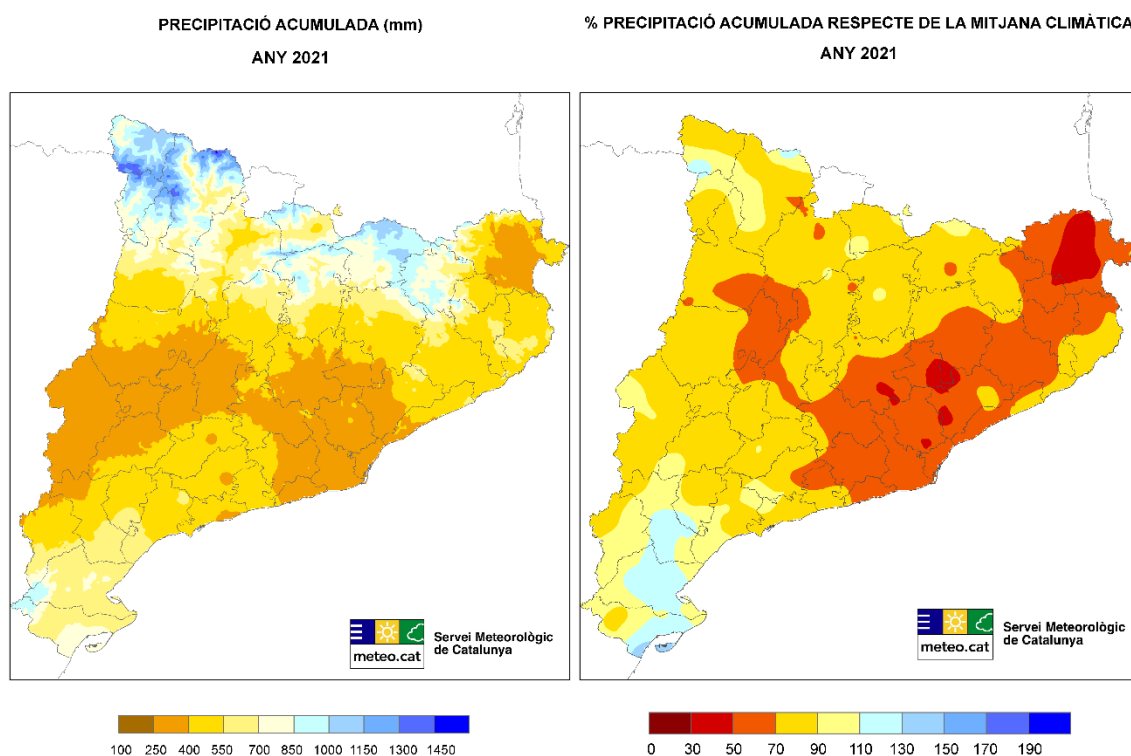 PRECIPITACIÓ ACUMULADA (mm)
ANY 2021
% PRECIPITACIÓ ACUMULADA RESPECTE DE LA MITJANA CLIMÀTICA
ANY 2021
meteo.cat
Servei Meteorològic
de Catalunya
meteo.cat
Servei Meteorològic
de Catalunya
100 250 400 550 700 850 1000 1150 1300 1450
0 30 50 70 90 110 130 150 170 190